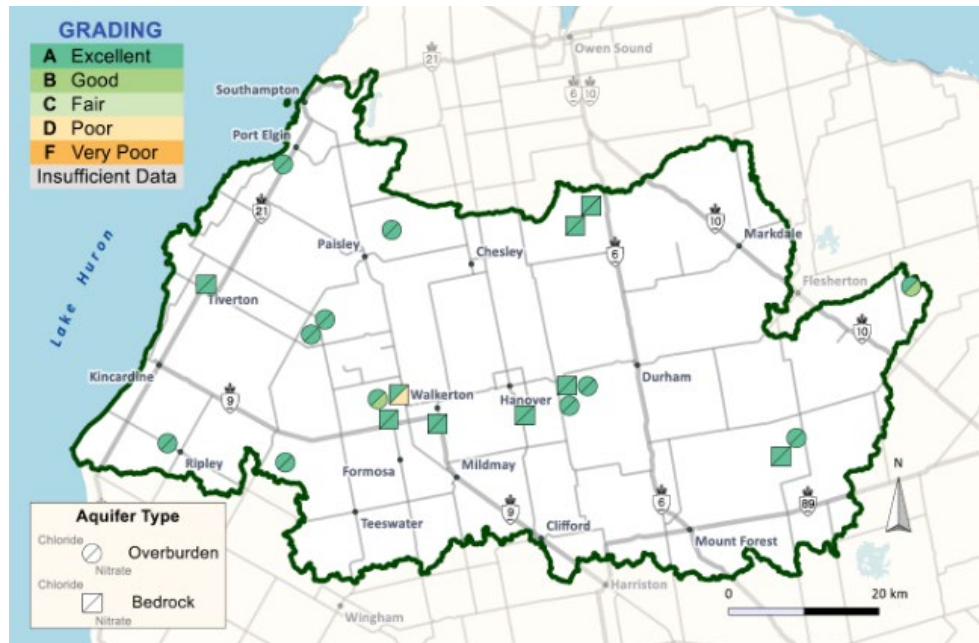 GRADING
A Excellent
B Good
C Fair
D Poor
F Very Poor
Insufficient Data
Owen Sound
21
6 10
Southampton
Port Elgin
21
Paisley
Chesley
6
10
Markdale
Flesherton
10
Lake Huron
Tiverton
Kincardine
9
Walkerton
Hanover
Durham
Ripley
Formosa
Mildmay
Teeswater
9
Clifford
6
89
Mount Forest
N
Harriston
Wingham
20 km
Aquifer Type
Chloride
Overburden
Nitrate
Chloride
Bedrock
Nitrate